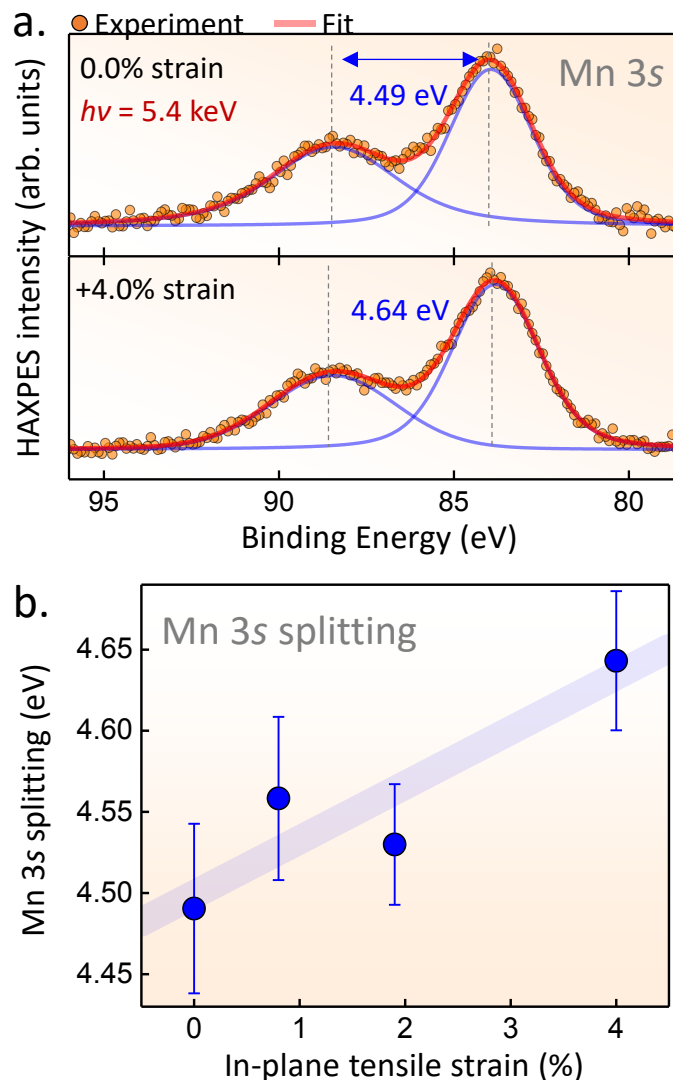 a.
Experiment
Fit
0.0% strain
hν = 5.4 keV
4.49 eV
Mn 3s
+4.0% strain
4.64 eV
HAXPES intensity (arb. units)
95 90 85 80
Binding Energy (eV)
b.
Mn 3s splitting
Mn 3s splitting (eV)
4.65
4.60
4.55
4.50
4.45
0 1 2 3 4
In-plane tensile strain (%)